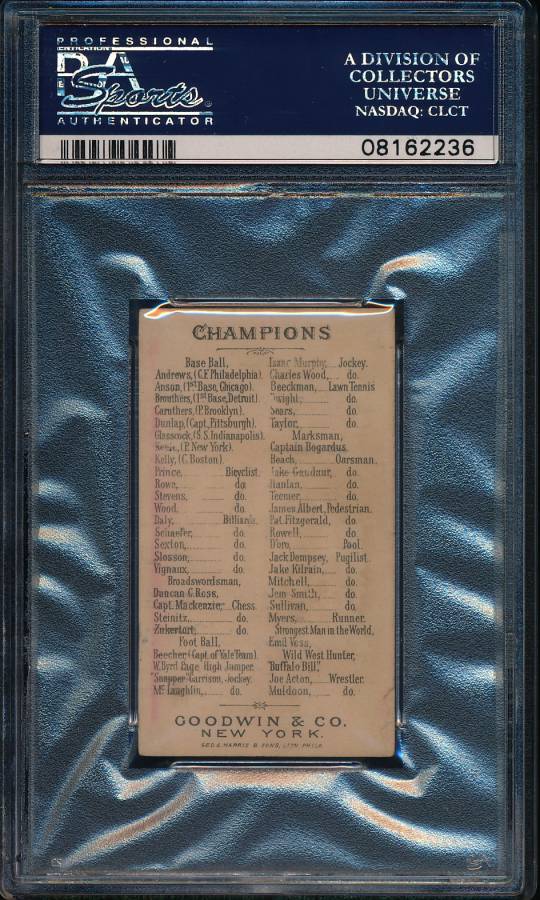 PROFESSIONAL
PSA
Sports
AUTHENTICATOR
A DIVISION OF
COLLECTORS
UNIVERSE
NASDAQ: CLCT
08162236
CHAMPIONS
Base Ball,
Andrews, (C.F. Philadelphia).
Anson, (1st Base, Chicago).
Brouthers, (1st Base, Detroit).
Caruthers, (P. Brooklyn).
Dunlap, (Capt. Pittsburgh).
Glasscock, (S.S. Indianapolis).
Keefe, (P. New York).
Kelly, (C. Boston).
Prince, Bicyclist.
Rowe, do.
Stevens, do.
Wood, do.
Daly, Billiards.
Schaefer, do.
Sexton, do.
Slosson, do.
Vignaux, do.
Broadswordsman,
Duncan C. Ross,
Capt. Mackenzie, Chess.
Steinitz, do.
Zukertort, do.
Foot Ball,
Beecher (Capt. of Yale Team).
W. Byrd Page, High Jumper.
"Snapper" Garrison, Jockey.
Mc Laughlin, do.
Isaac Murphy, Jockey.
Charles Wood, do.
Beeckman, Lawn Tennis
Dwight, do.
Sears, do.
Taylor, do.
Marksman,
Captain Bogardus.
Beach, Oarsman.
Jake Gaudaur, do.
Hanlan, do.
Teemer, do.
James Albert, Pedestrian.
Pat. Fitzgerald, do.
Rowell, do.
D'oro, Pool.
Jack Dempsey, Pugilist.
Jake Kilrain, do.
Mitchell, do.
Jem Smith, do.
Sullivan, do.
Myers, Runner.
Strongest Man in the World,
Emil Voss,
Wild West Hunter,
"Buffalo Bill",
Joe Acton, Wrestler.
Muldoon, do.
GOODWIN & CO.
NEW YORK.
GEO. S. HARRIS & SONS, LITH. PHILA.